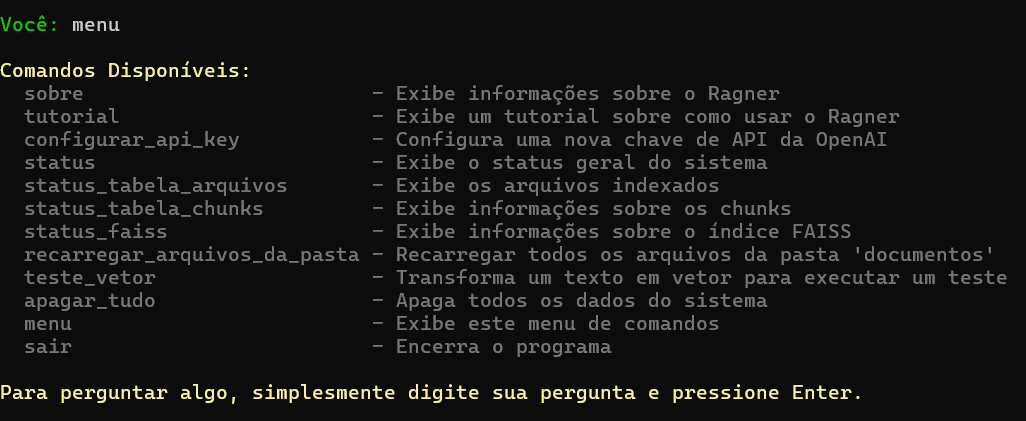 Você: menu
Comandos Disponíveis:
sobre - Exibe informações sobre o Ragner
tutorial - Exibe um tutorial sobre como usar o Ragner
configurar_api_key - Configura uma nova chave de API da OpenAI
status - Exibe o status geral do sistema
status_tabela_arquivos - Exibe os arquivos indexados
status_tabela_chunks - Exibe informações sobre os chunks
status_faiss - Exibe informações sobre o índice FAISS
recarregar_arquivos_da_pasta - Recarregar todos os arquivos da pasta 'documentos'
teste_vetor - Transforma um texto em vetor para executar um teste
apagar_tudo - Apaga todos os dados do sistema
menu - Exibe este menu de comandos
sair - Encerra o programa
Para perguntar algo, simplesmente digite sua pergunta e pressione Enter.